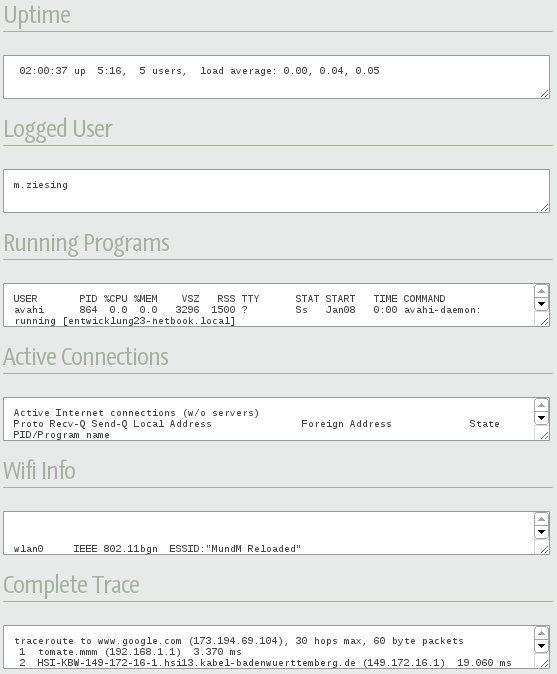 Uptime
02:00:37 up  5:16,  5 users,  load average: 0.00, 0.04, 0.05
Logged User
m.ziesing
Running Programs
USER       PID %CPU %MEM    VSZ   RSS TTY      STAT START   TIME COMMAND
avahi      864  0.0  0.0   3296  1500 ?        Ss   Jan08   0:00 avahi-daemon:
running [entwicklung23-netbook.local]
Active Connections
Active Internet connections (w/o servers)
Proto Recv-Q Send-Q Local Address               Foreign Address             State
PID/Program name
Wifi Info
wlan0     IEEE 802.11bgn  ESSID:"MundM Reloaded"
Complete Trace
traceroute to www.google.com (173.194.69.104), 30 hops max, 60 byte packets
1  tomate.mmm (192.168.1.1)  3.370 ms
2  HSI-KBW-149-172-16-1.hsi13.kabel-badenwuerttemberg.de (149.172.16.1)  19.060 ms